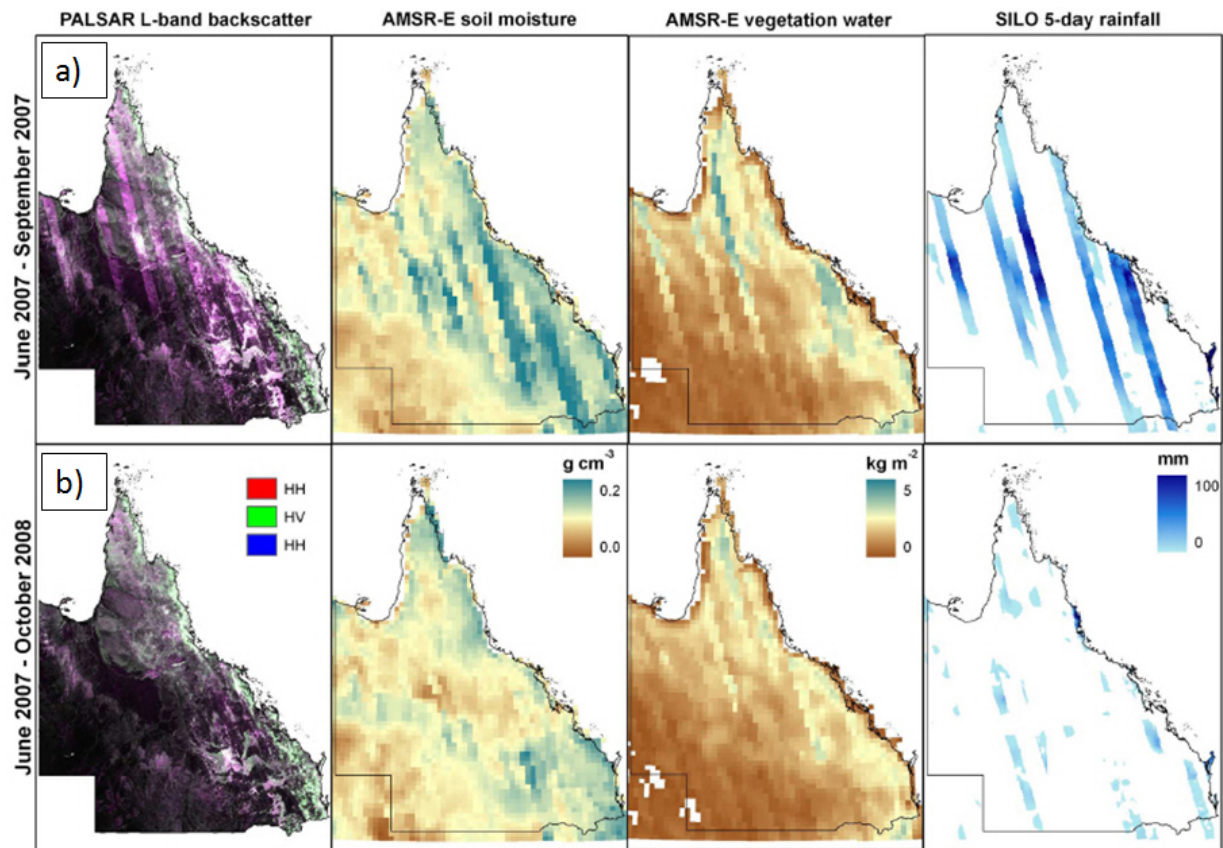 PALSAR L-band backscatter
AMSR-E soil moisture
AMSR-E vegetation water
SILO 5-day rainfall
June 2007 - September 2007
a)
June 2007 - October 2008
b)
HH
HV
HH
g cm-3
0.2
0.0
kg m-2
5
0
mm
100
0